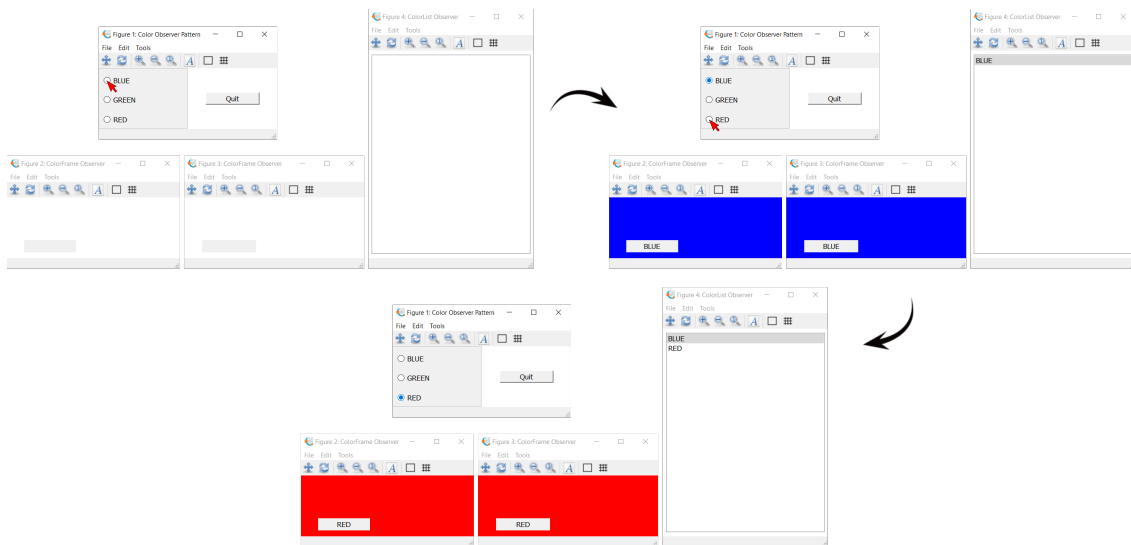 Figure 1: Color Observer Pattern
File Edit Tools
A
BLUE
GREEN
RED
Quit
Figure 4: ColorList Observer
File Edit Tools
A
Figure 2: ColorFrame Observer
File Edit Tools
A
Figure 3: ColorFrame Observer
File Edit Tools
A
Figure 1: Color Observer Pattern
File Edit Tools
A
BLUE
GREEN
RED
Quit
Figure 4: ColorList Observer
File Edit Tools
A
BLUE
Figure 2: ColorFrame Observer
File Edit Tools
A
BLUE
Figure 3: ColorFrame Observer
File Edit Tools
A
BLUE
Figure 1: Color Observer Pattern
File Edit Tools
A
BLUE
GREEN
RED
Quit
Figure 4: ColorList Observer
File Edit Tools
A
BLUE
RED
Figure 2: ColorFrame Observer
File Edit Tools
A
RED
Figure 3: ColorFrame Observer
File Edit Tools
A
RED